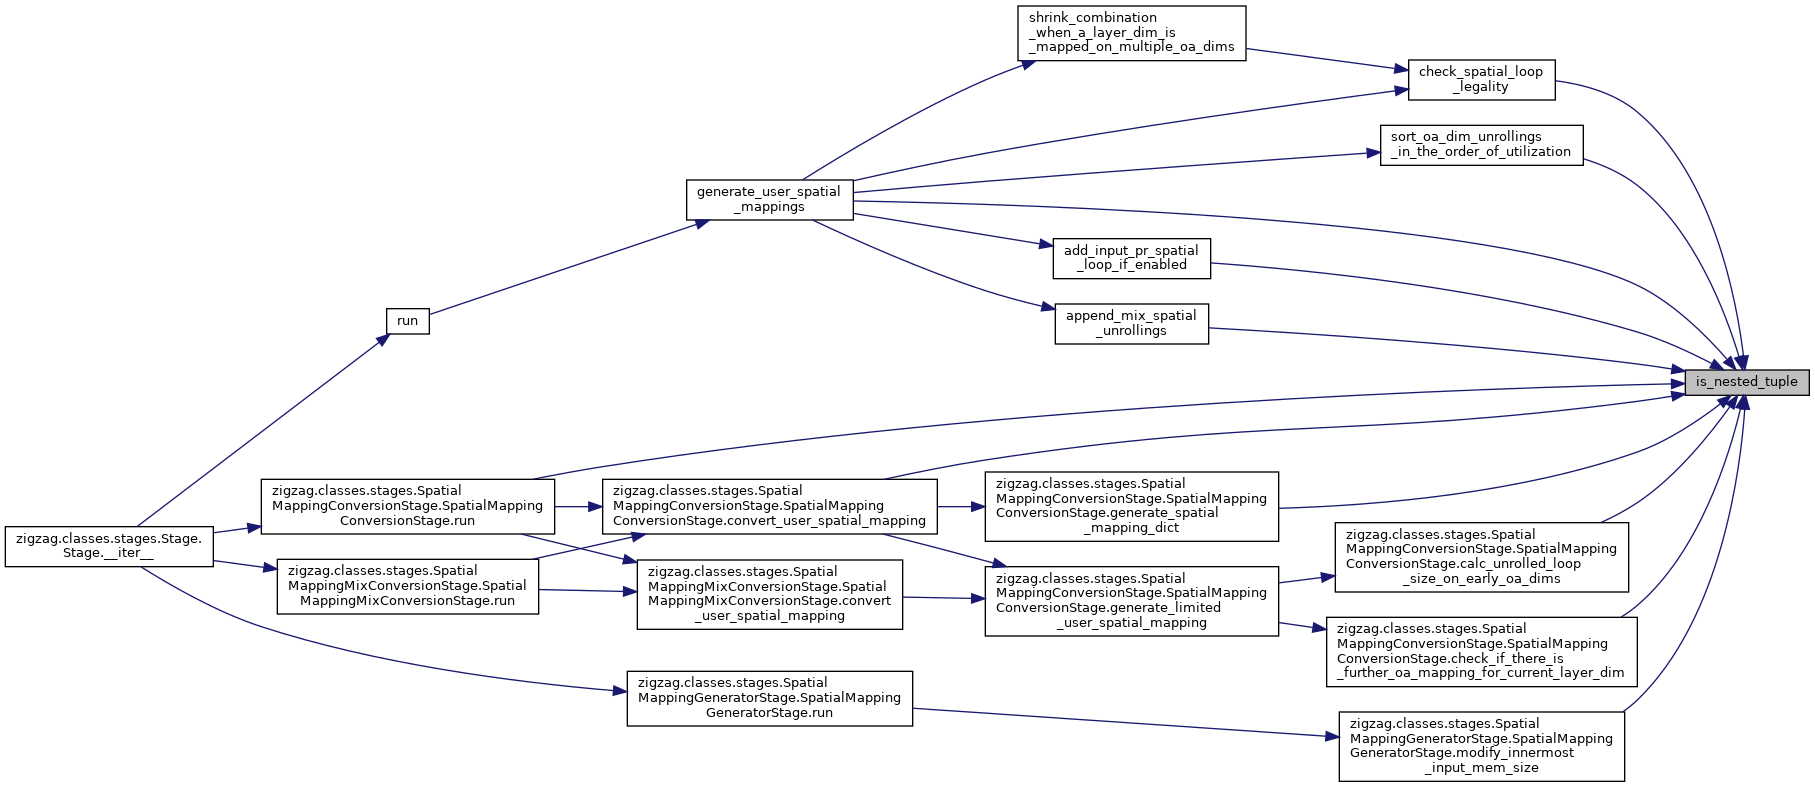 shrink_combination
_when_a_layer_dim_is
_mapped_on_multiple_oa_dims
check_spatial_loop
_legality
sort_oa_dim_unrollings
_in_the_order_of_utilization
generate_user_spatial
_mappings
add_input_pr_spatial
_loop_if_enabled
append_mix_spatial
_unrollings
run
is_nested_tuple
zigzag.classes.stages.Spatial
MappingConversionStage.SpatialMapping
ConversionStage.run
zigzag.classes.stages.Spatial
MappingConversionStage.SpatialMapping
ConversionStage.convert_user_spatial_mapping
zigzag.classes.stages.Spatial
MappingConversionStage.SpatialMapping
ConversionStage.generate_spatial
_mapping_dict
zigzag.classes.stages.Stage.
Stage.__iter__
zigzag.classes.stages.Spatial
MappingConversionStage.SpatialMapping
ConversionStage.calc_unrolled_loop
_size_on_early_oa_dims
zigzag.classes.stages.Spatial
MappingMixConversionStage.Spatial
MappingMixConversionStage.run
zigzag.classes.stages.Spatial
MappingMixConversionStage.Spatial
MappingMixConversionStage.convert
_user_spatial_mapping
zigzag.classes.stages.Spatial
MappingConversionStage.SpatialMapping
ConversionStage.generate_limited
_user_spatial_mapping
zigzag.classes.stages.Spatial
MappingConversionStage.SpatialMapping
ConversionStage.check_if_there_is
_further_oa_mapping_for_current_layer_dim
zigzag.classes.stages.Spatial
MappingGeneratorStage.SpatialMapping
GeneratorStage.run
zigzag.classes.stages.Spatial
MappingGeneratorStage.SpatialMapping
GeneratorStage.modify_innermost
_input_mem_size